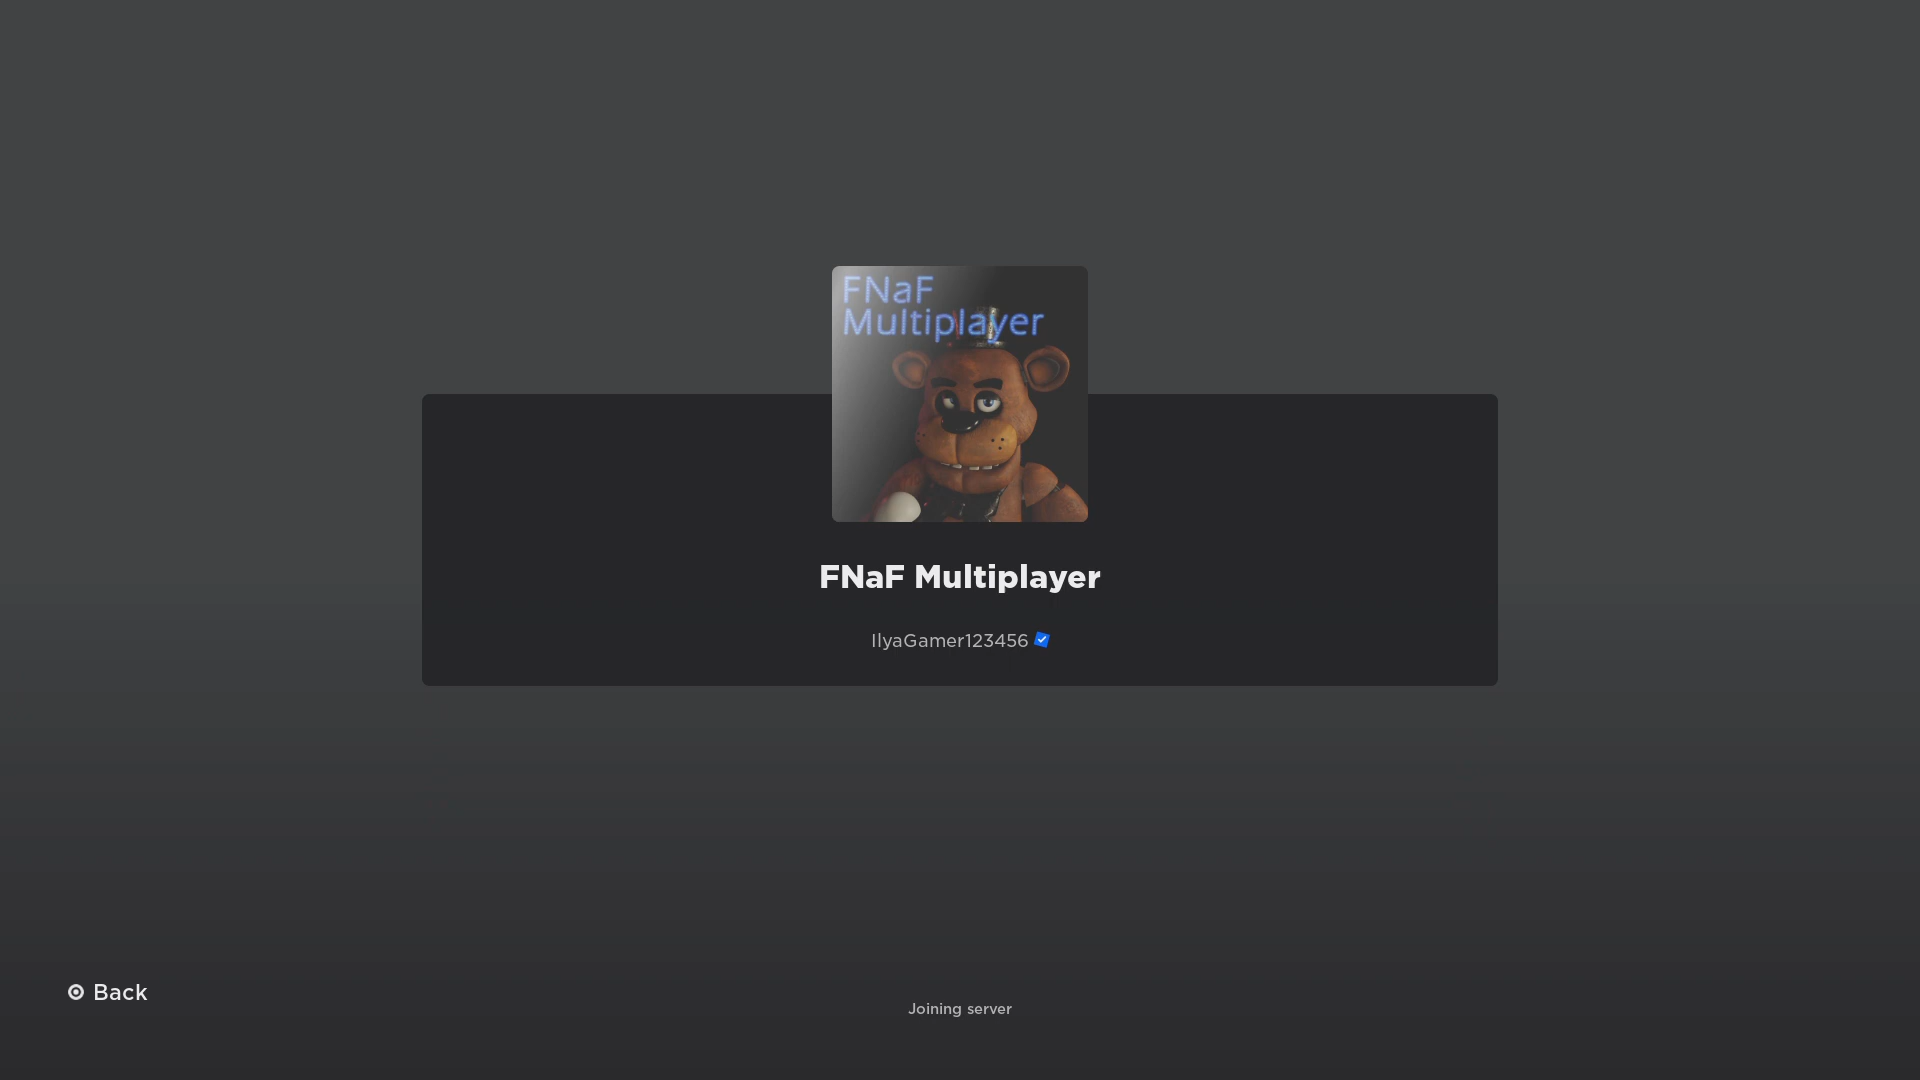 FNaF
Multiplayer
FNaF Multiplayer
IlyaGamer123456
Back
Joining server